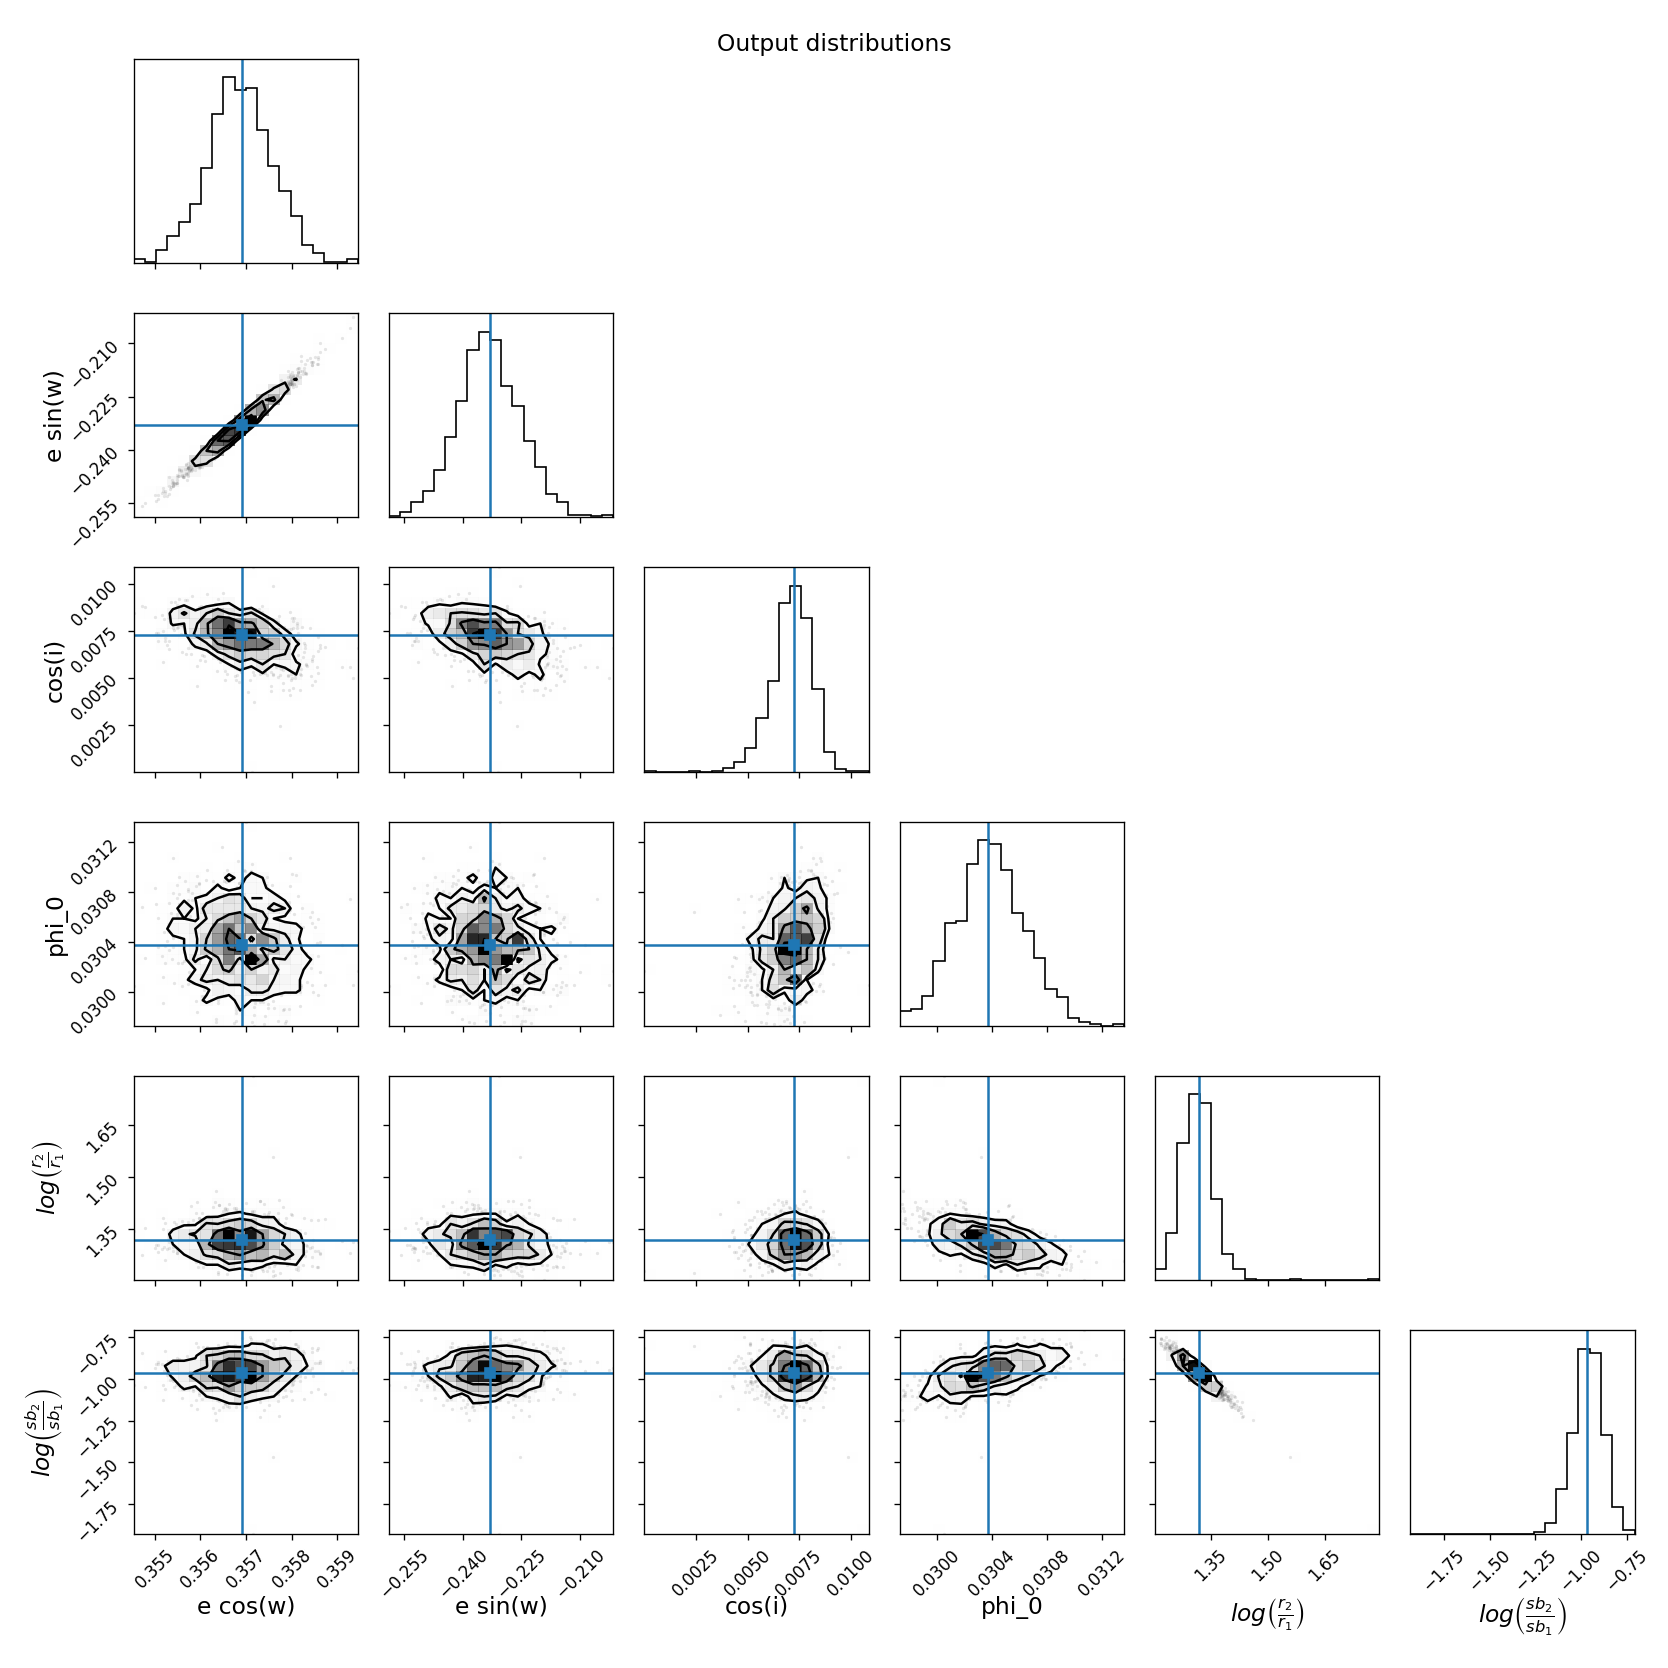 Output distributions
e sin(w)
−0.210
−0.225
−0.240
−0.255
cos(i)
0.0100
0.0075
0.0050
0.0025
phi_0
0.0312
0.0308
0.0304
0.0300
log(r₂/r₁)
1.65
1.50
1.35
log(sb₂/sb₁)
−0.75
−1.00
−1.25
−1.50
−1.75
0.355 0.356 0.357 0.358 0.359 −0.255 −0.240 −0.225 −0.210 0.0025 0.0050 0.0075 0.0100 0.0300 0.0304 0.0308 0.0312 1.35 1.50 1.65 −1.75 −1.50 −1.25 −1.00 −0.75
e cos(w) e sin(w) cos(i) phi_0 log(r₂/r₁) log(sb₂/sb₁)